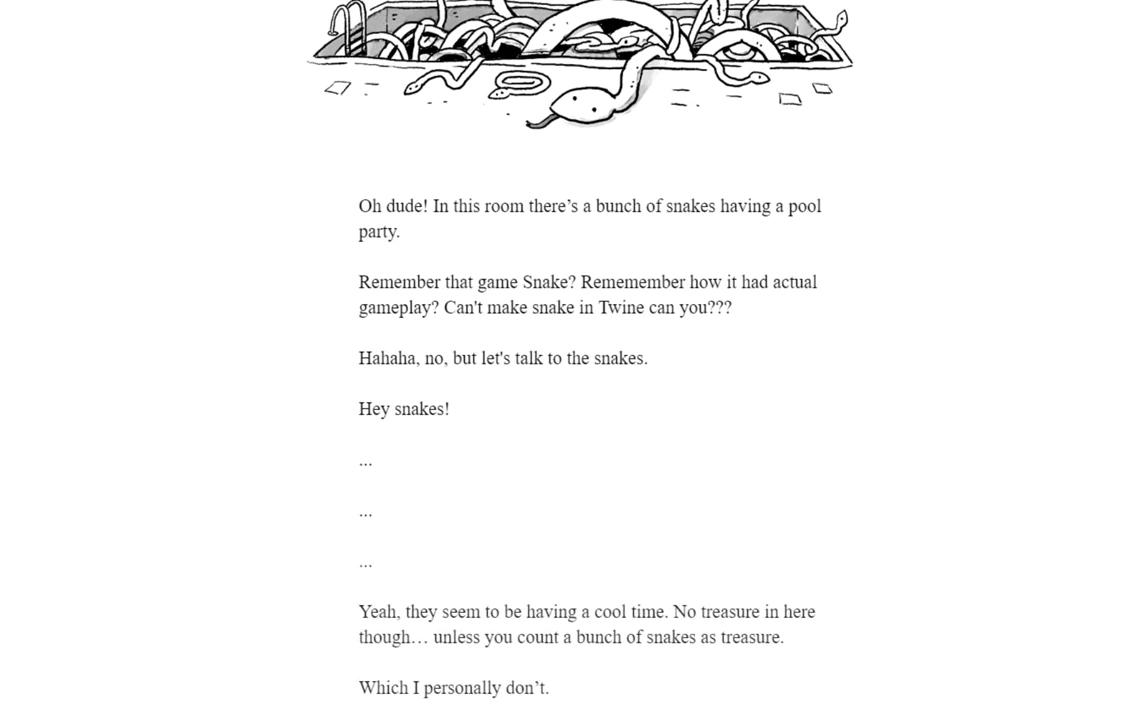 Oh dude! In this room there’s a bunch of snakes having a pool
party.
Remember that game Snake? Rememember how it had actual
gameplay? Can't make snake in Twine can you???
Hahaha, no, but let's talk to the snakes.
Hey snakes!
...
...
...
Yeah, they seem to be having a cool time. No treasure in here
though… unless you count a bunch of snakes as treasure.
Which I personally don’t.